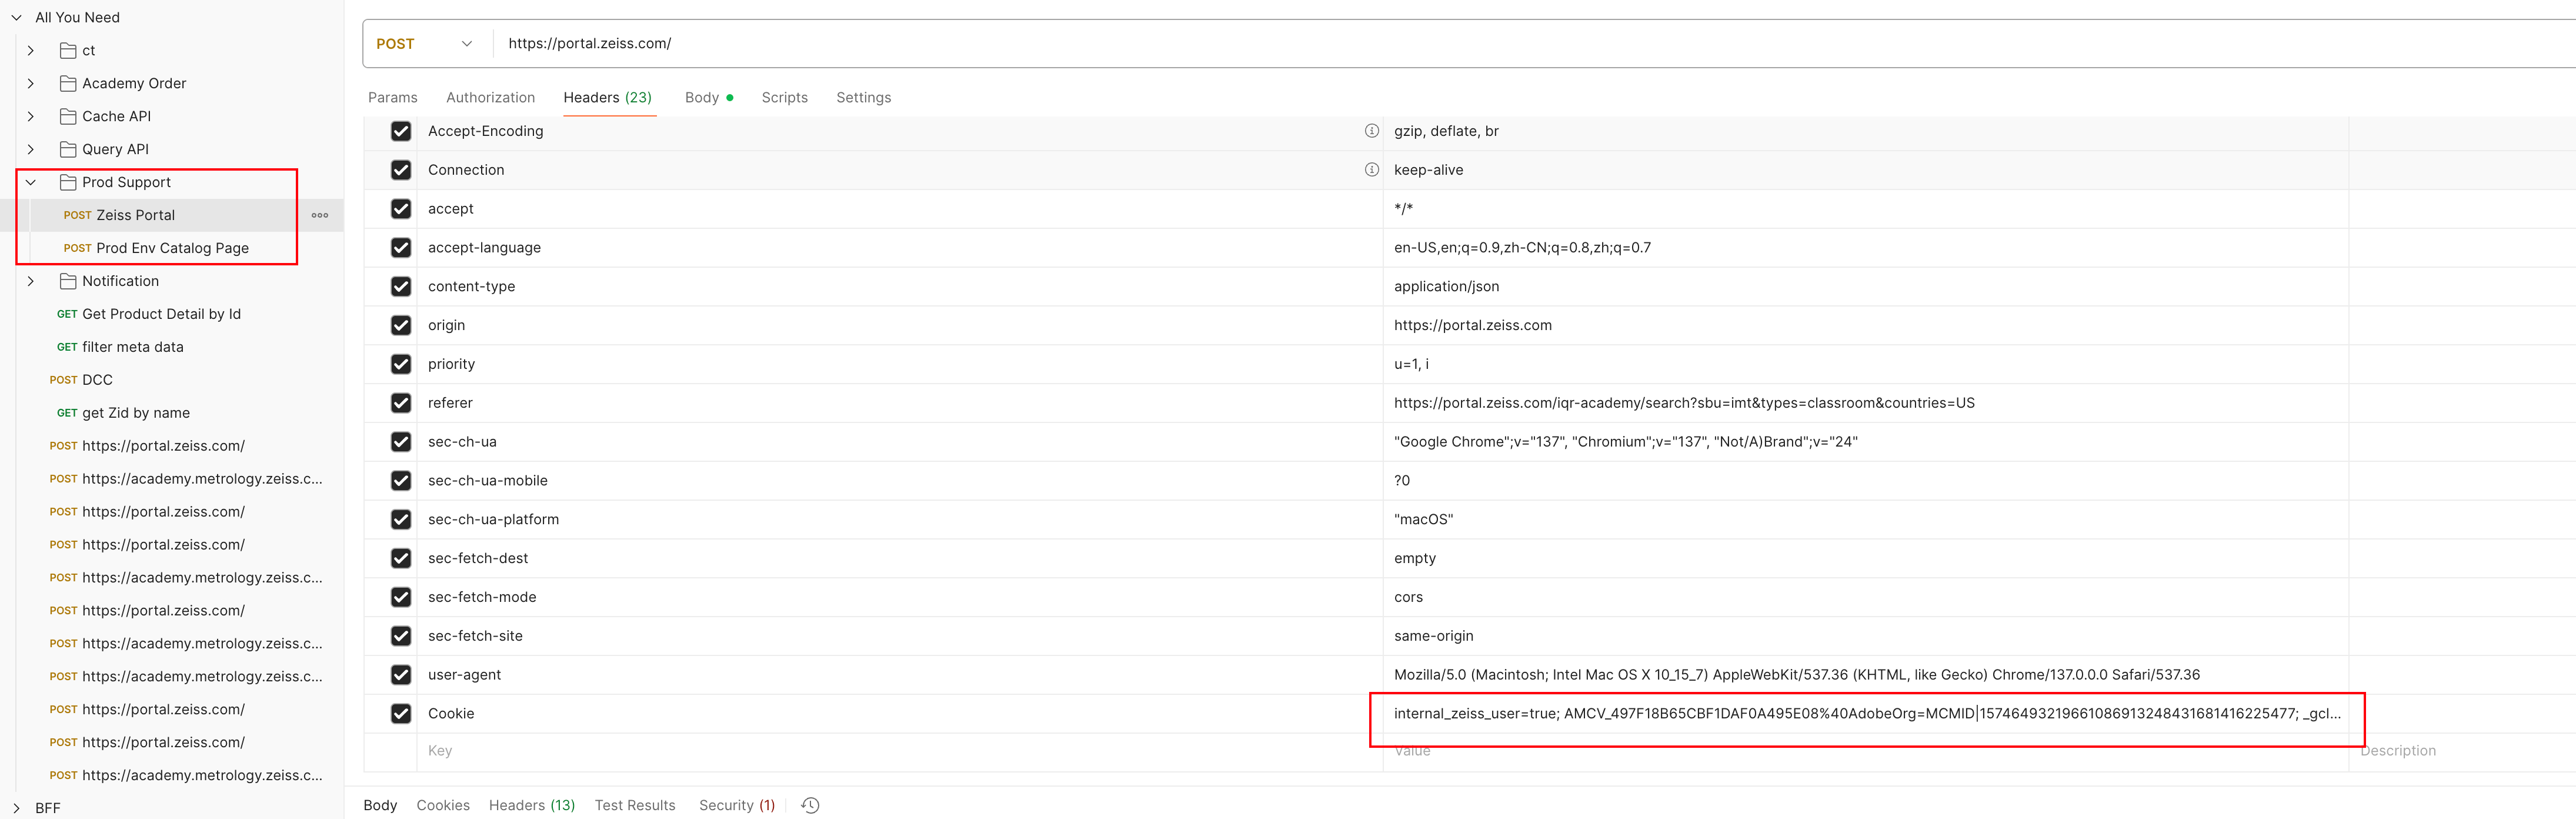 All You Need
ct
Academy Order
Cache API
Query API
Prod Support
POST Zeiss Portal
POST Prod Env Catalog Page
Notification
GET Get Product Detail by Id
GET filter meta data
POST DCC
GET get Zid by name
POST https://portal.zeiss.com/
POST https://academy.metrology.zeiss.c...
POST https://portal.zeiss.com/
POST https://portal.zeiss.com/
POST https://academy.metrology.zeiss.c...
POST https://portal.zeiss.com/
POST https://academy.metrology.zeiss.c...
POST https://academy.metrology.zeiss.c...
POST https://portal.zeiss.com/
POST https://portal.zeiss.com/
POST https://academy.metrology.zeiss.c...
BFF
POST https://portal.zeiss.com/
Params Authorization Headers (23) Body Scripts Settings
Accept-Encoding gzip, deflate, br
Connection keep-alive
accept */*
accept-language en-US,en;q=0.9,zh-CN;q=0.8,zh;q=0.7
content-type application/json
origin https://portal.zeiss.com
priority u=1, i
referer https://portal.zeiss.com/iqr-academy/search?sbu=imt&types=classroom&countries=US
sec-ch-ua "Google Chrome";v="137", "Chromium";v="137", "Not/A)Brand";v="24"
sec-ch-ua-mobile ?0
sec-ch-ua-platform "macOS"
sec-fetch-dest empty
sec-fetch-mode cors
sec-fetch-site same-origin
user-agent Mozilla/5.0 (Macintosh; Intel Mac OS X 10_15_7) AppleWebKit/537.36 (KHTML, like Gecko) Chrome/137.0.0.0 Safari/537.36
Cookie internal_zeiss_user=true; AMCV_497F18B65CBF1DAF0A495E08%40AdobeOrg=MCMID|15746493219661086913248431681416225477; _gcl...
Key Value Description
Body Cookies Headers (13) Test Results Security (1)